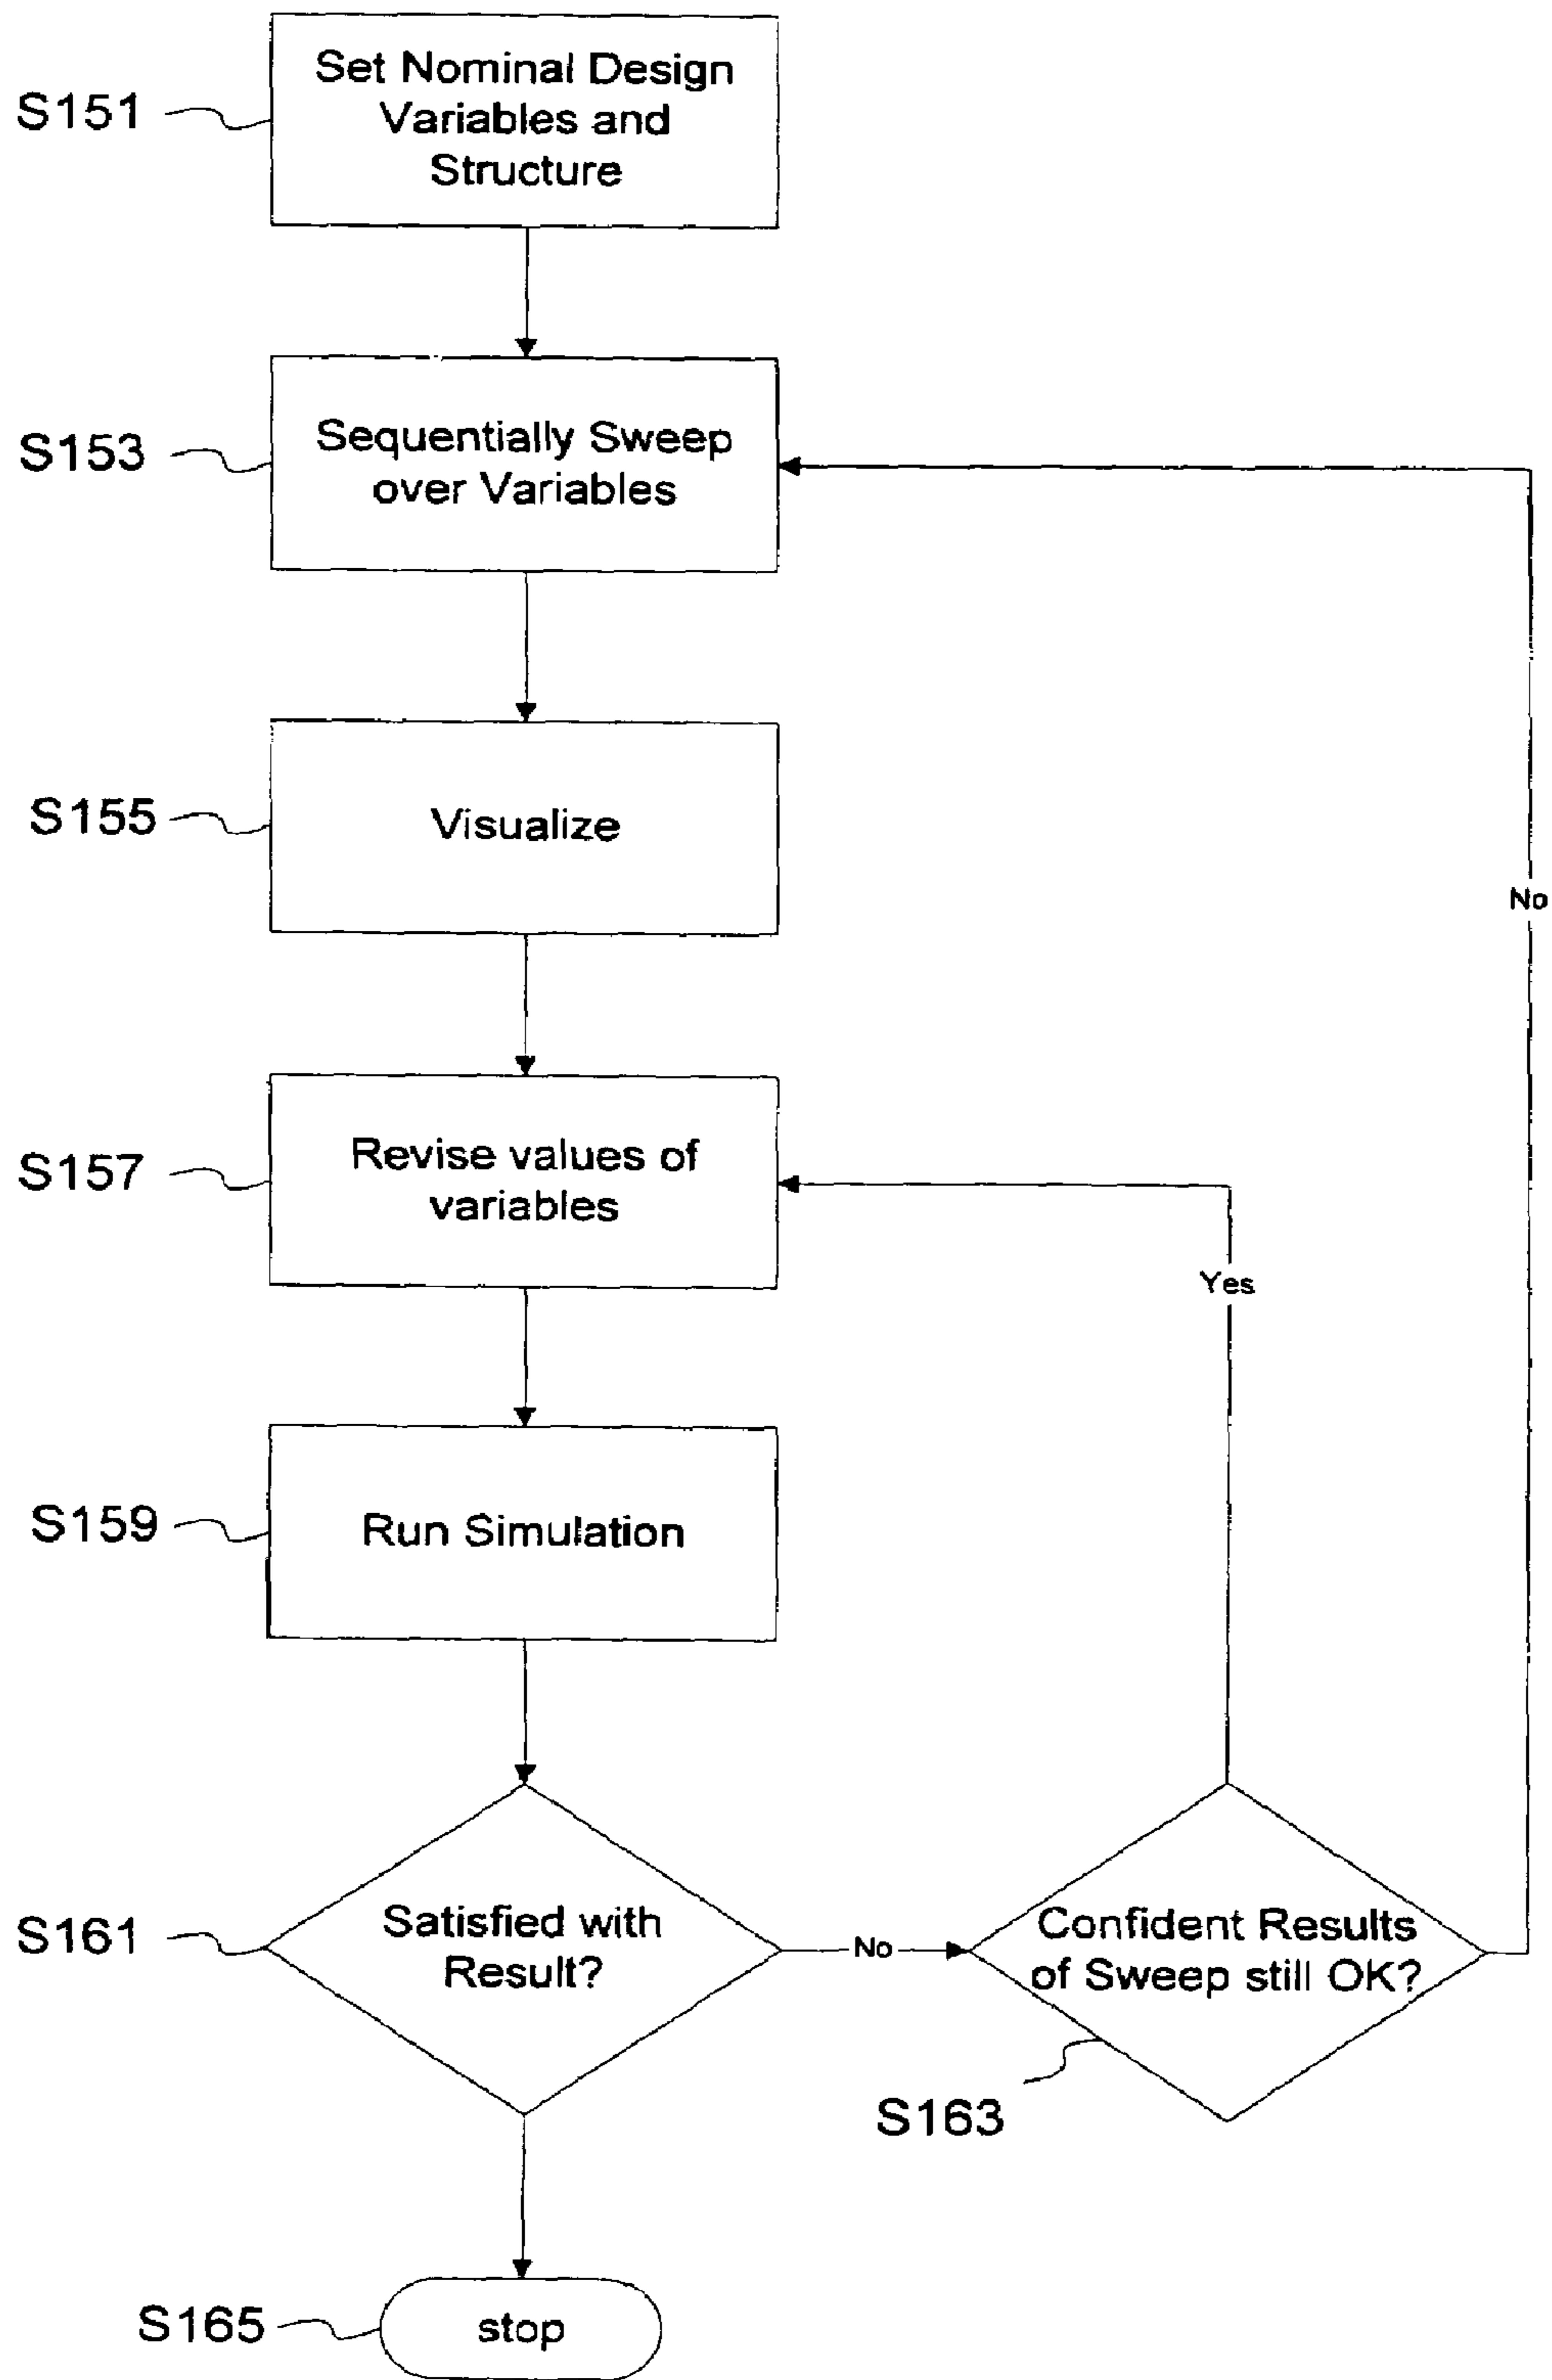 S151
Set Nominal Design
Variables and
Structure
S153
Sequentially Sweep
over Variables
S155
Visualize
No
S157
Revise values of
variables
Yes
S159
Run Simulation
S161
Satisfied with
Result?
No
Confident Results
of Sweep still OK?
S163
S165
stop